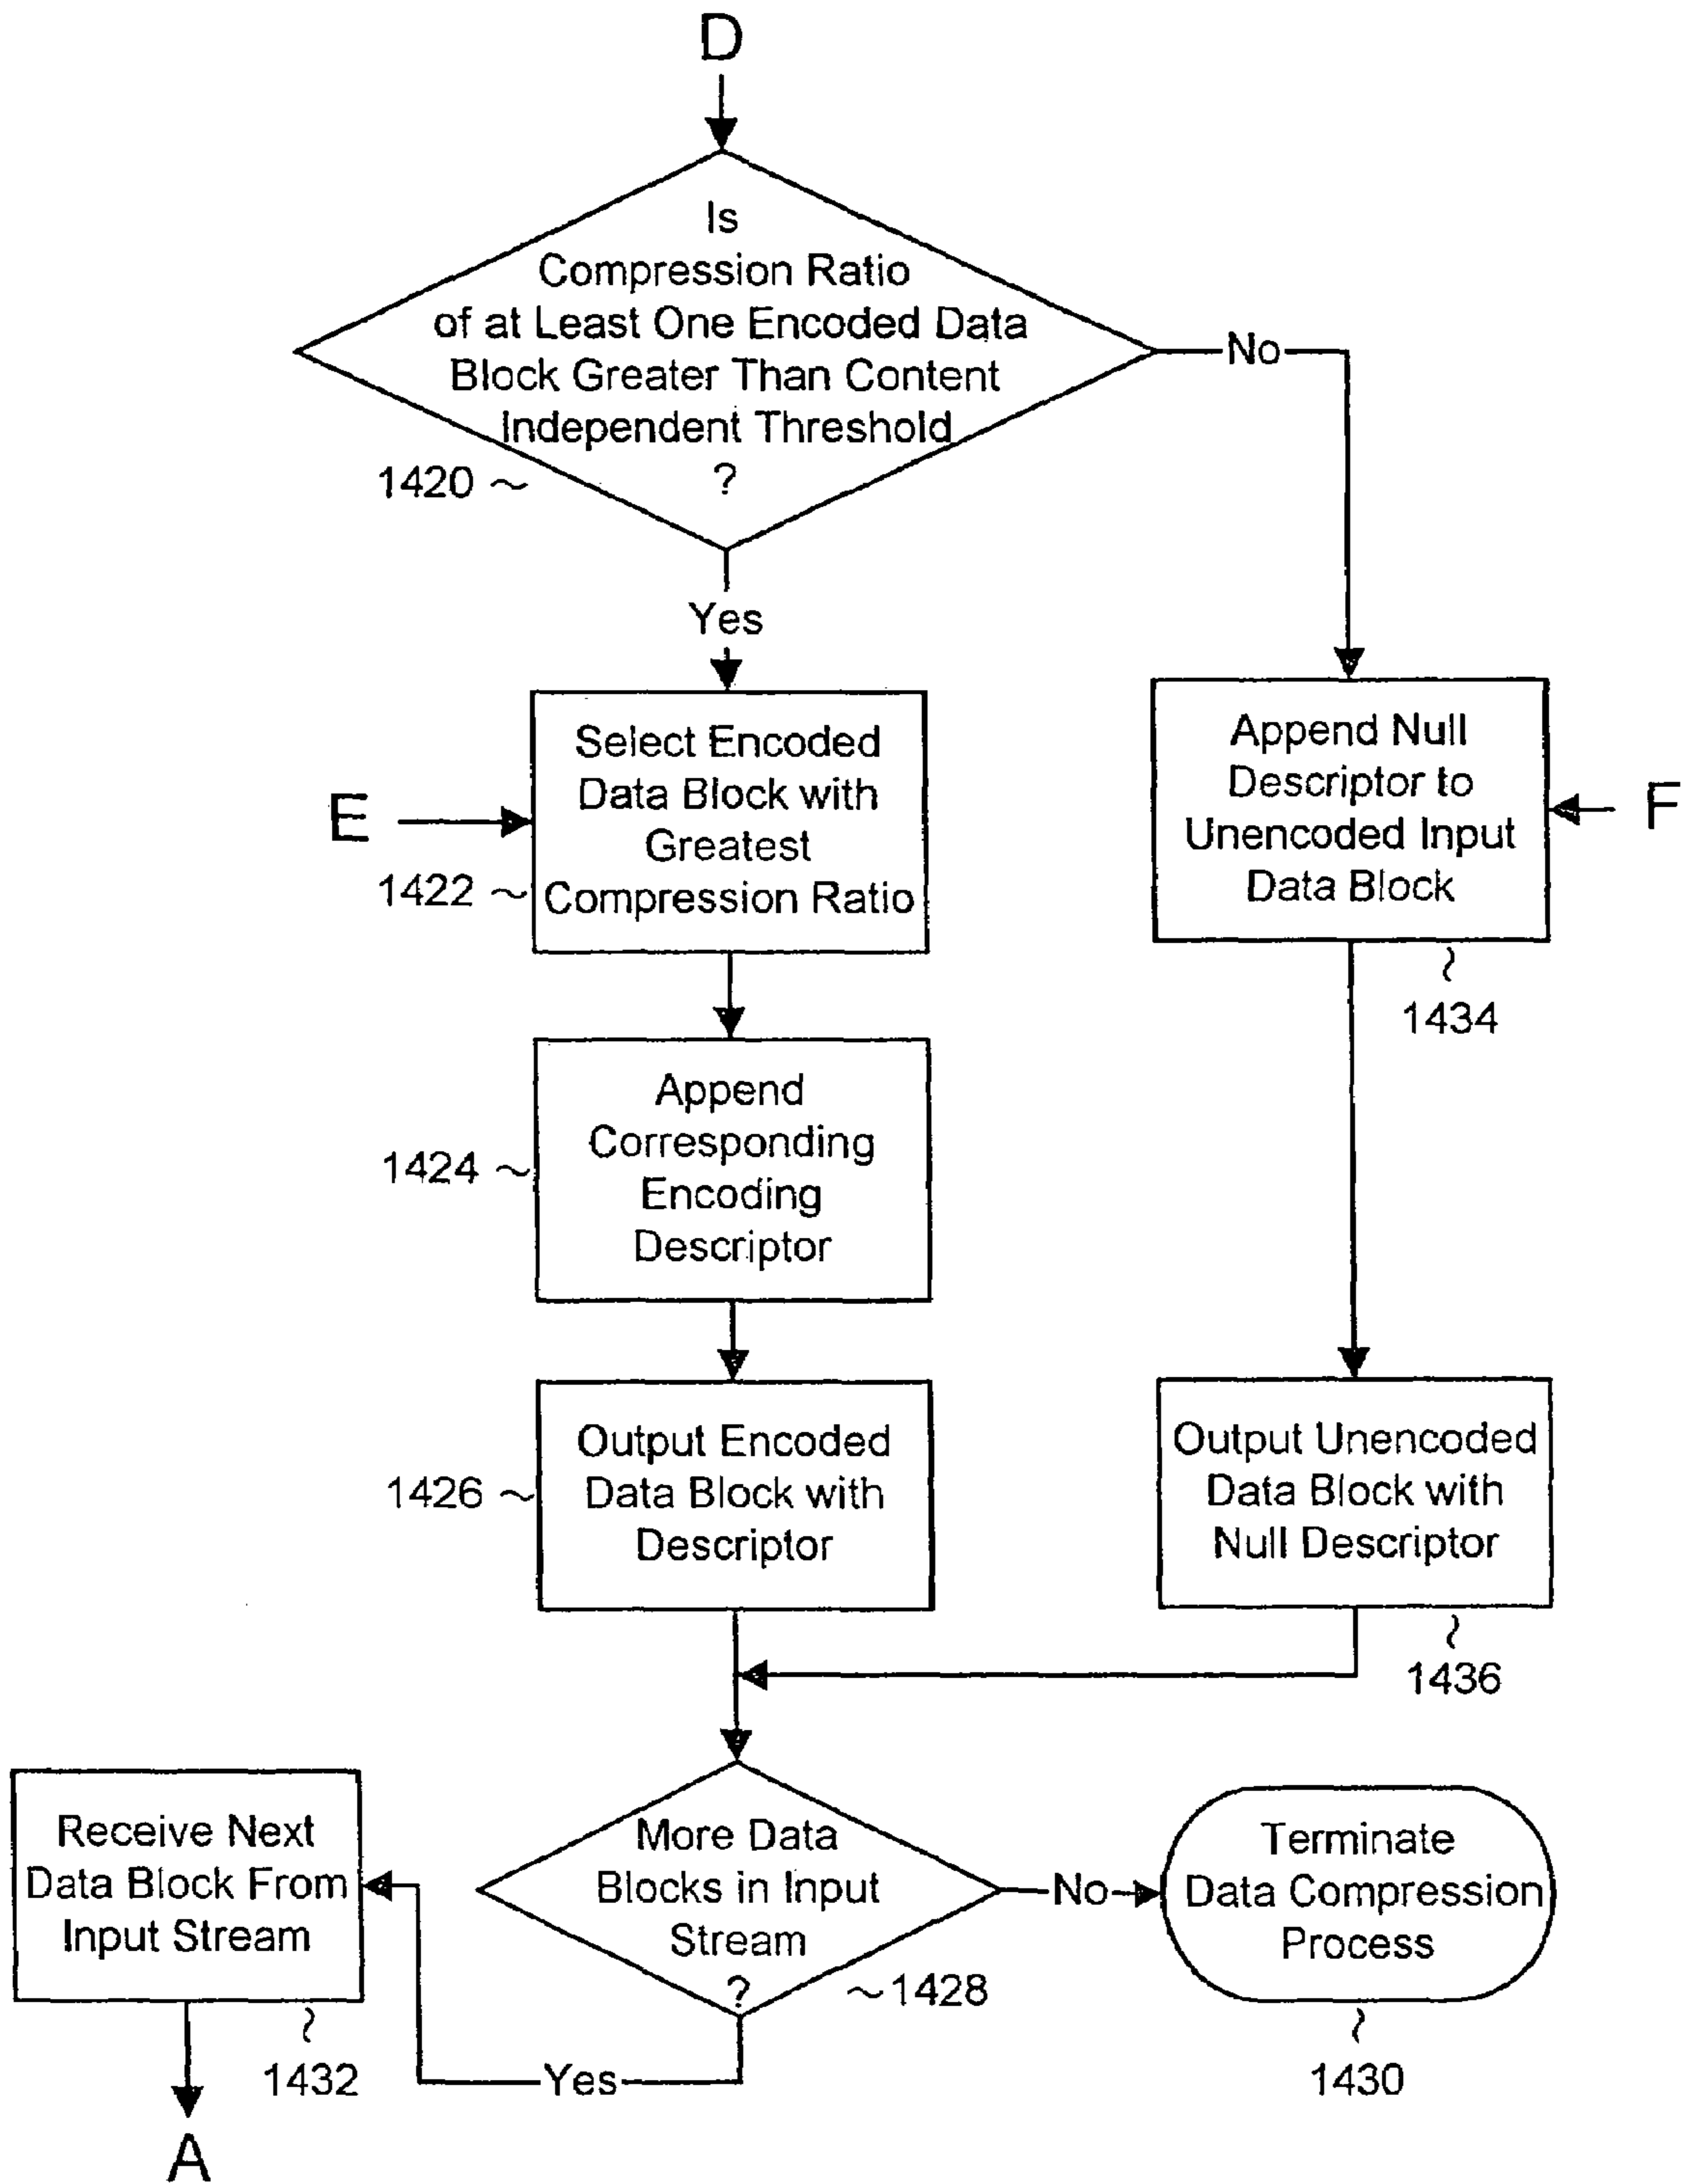 D
Is
Compression Ratio
of at Least One Encoded Data
Block Greater Than Content
Independent Threshold
?
1420
No
Yes
E
Select Encoded
Data Block with
Greatest
Compression Ratio
1422
Append Null
Descriptor to
Unencoded Input
Data Block
F
1434
Append
Corresponding
Encoding
Descriptor
1424
Output Encoded
Data Block with
Descriptor
1426
Output Unencoded
Data Block with
Null Descriptor
1436
Receive Next
Data Block From
Input Stream
1432
More Data
Blocks in Input
Stream
?
1428
No
Terminate
Data Compression
Process
1430
Yes
A